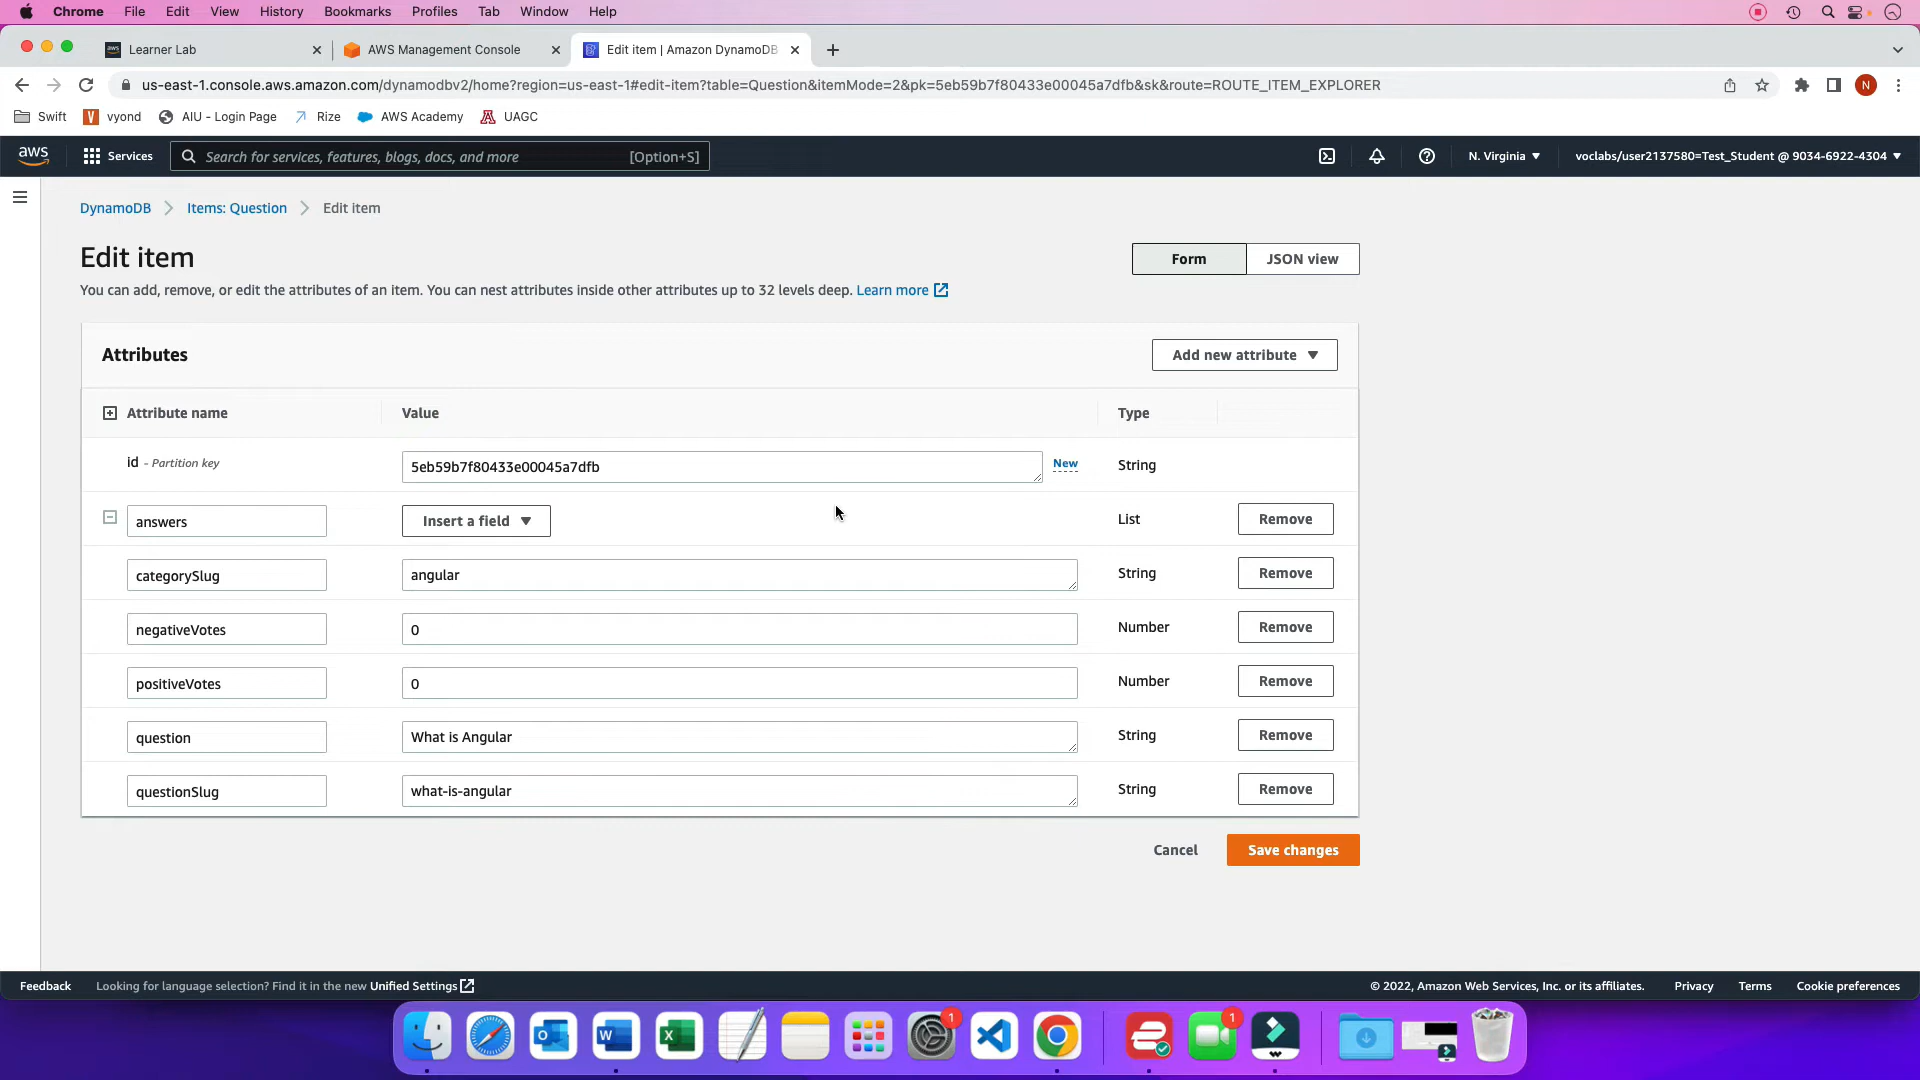 Chrome File Edit View History Bookmarks Profiles Tab Window Help
Learner Lab
AWS Management Console
Edit item | Amazon DynamoDB
us-east-1.console.aws.amazon.com/dynamodbv2/home?region=us-east-1#edit-item?table=Question&itemMode=2&pk=5eb59b7f80433e00045a7dfb&sk&route=ROUTE_ITEM_EXPLORER
N
Swift vyond AIU - Login Page Rize AWS Academy UAGC
aws Services Search for services, features, blogs, docs, and more [Option+S] N. Virginia ▼ voclabs/user2137580=Test_Student @ 9034-6922-4304 ▼
DynamoDB > Items: Question > Edit item
Edit item
Form JSON view
You can add, remove, or edit the attributes of an item. You can nest attributes inside other attributes up to 32 levels deep. Learn more
Attributes
Add new attribute ▼
Attribute name Value Type
id - Partition key 5eb59b7f80433e00045a7dfb New String
answers Insert a field ▼ List Remove
categorySlug angular String Remove
negativeVotes 0 Number Remove
positiveVotes 0 Number Remove
question What is Angular String Remove
questionSlug what-is-angular String Remove
Cancel Save changes
Feedback Looking for language selection? Find it in the new Unified Settings © 2022, Amazon Web Services, Inc. or its affiliates. Privacy Terms Cookie preferences
O W X 1 1